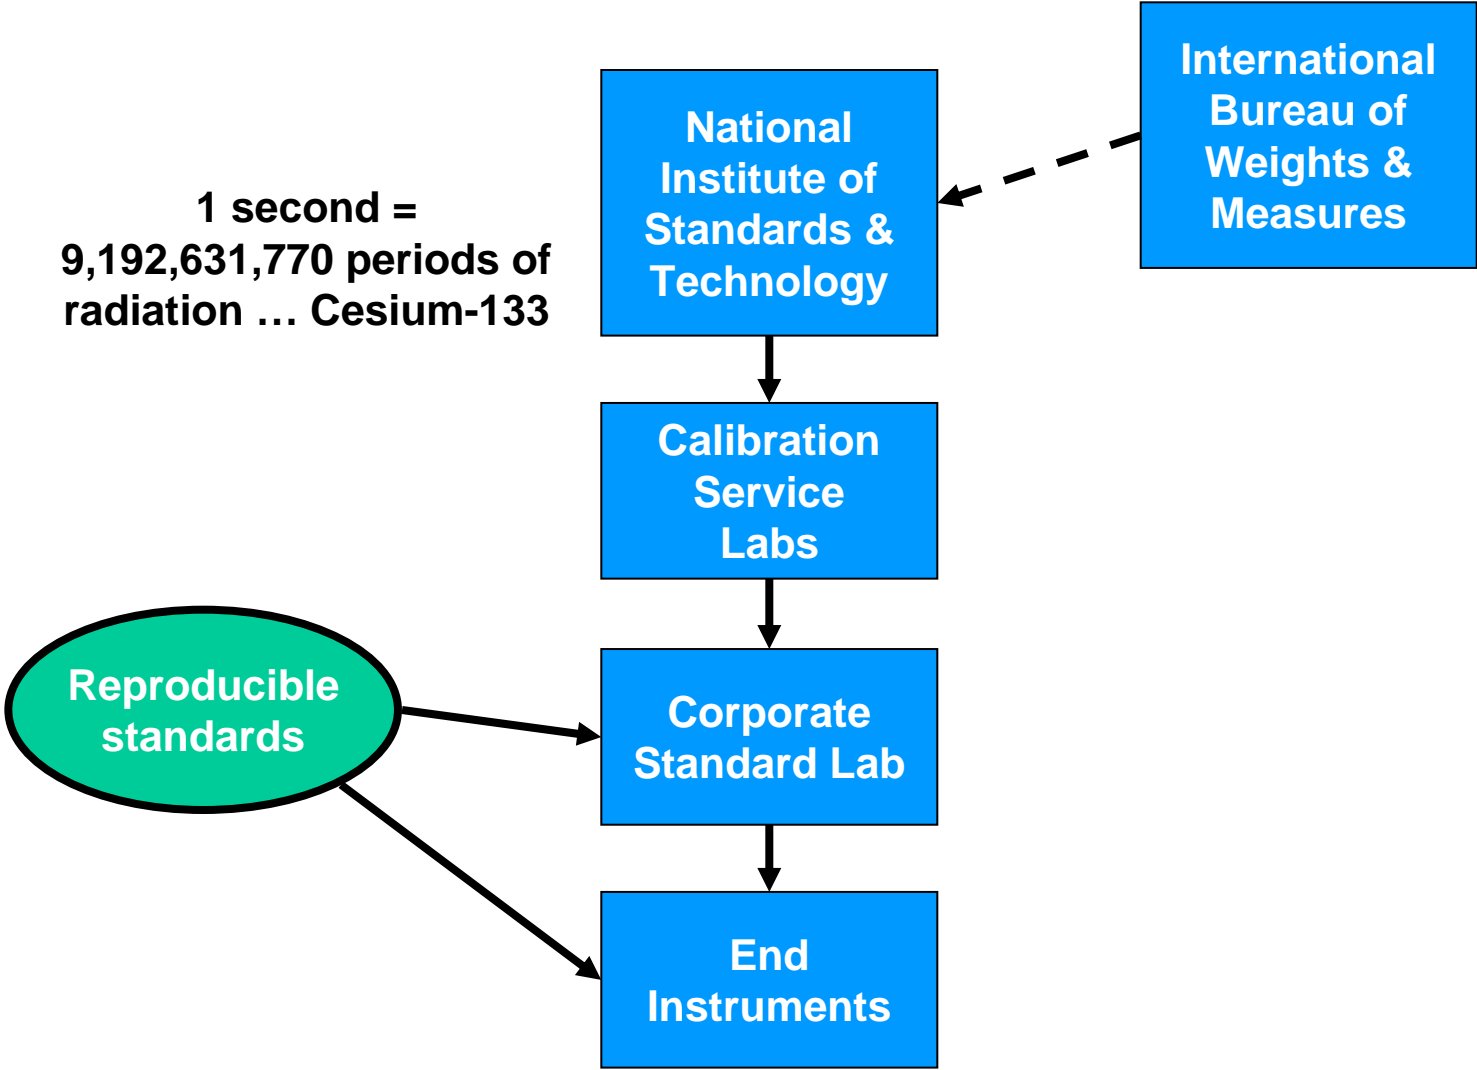 International
Bureau of
Weights &
Measures
National
Institute of
Standards &
Technology
1 second =
9,192,631,770 periods of
radiation … Cesium-133
Calibration
Service
Labs
Reproducible
standards
Corporate
Standard Lab
End
Instruments